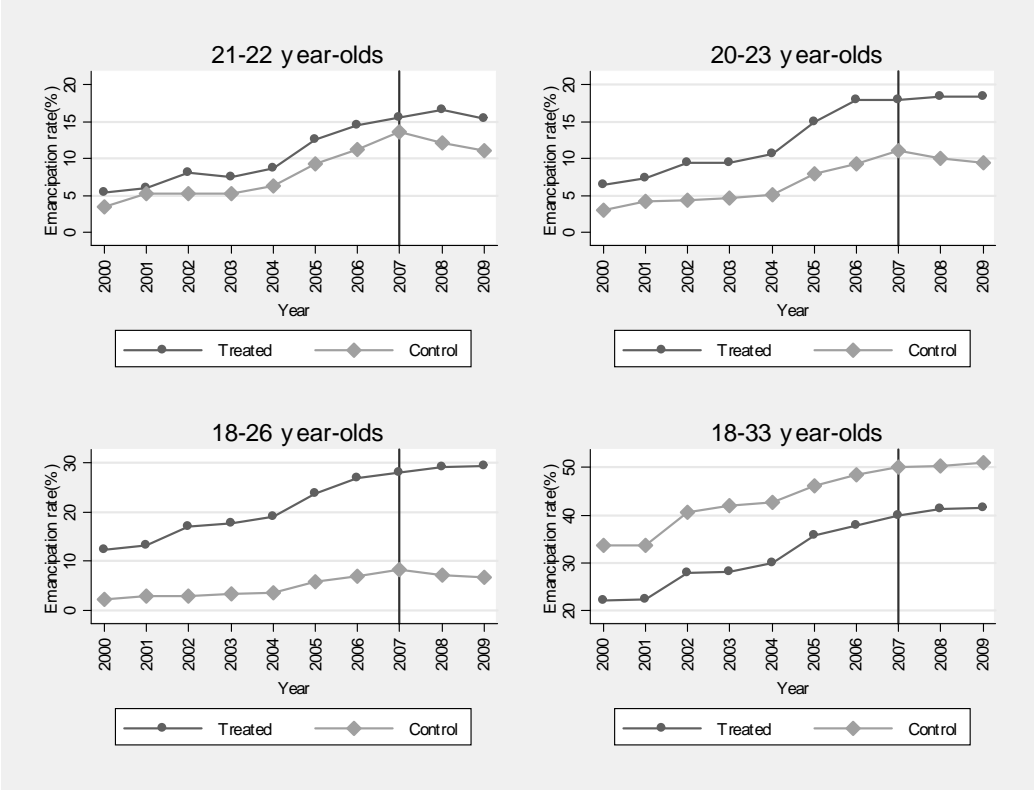 21-22 year-olds
Emancipation rate(%)
20
15
10
5
0
2000 2001 2002 2003 2004 2005 2006 2007 2008 2009
Year
Treated Control
20-23 year-olds
Emancipation rate(%)
20
15
10
5
0
2000 2001 2002 2003 2004 2005 2006 2007 2008 2009
Year
Treated Control
18-26 year-olds
Emancipation rate(%)
30
20
10
0
2000 2001 2002 2003 2004 2005 2006 2007 2008 2009
Year
Treated Control
18-33 year-olds
Emancipation rate(%)
50
40
30
20
2000 2001 2002 2003 2004 2005 2006 2007 2008 2009
Year
Treated Control